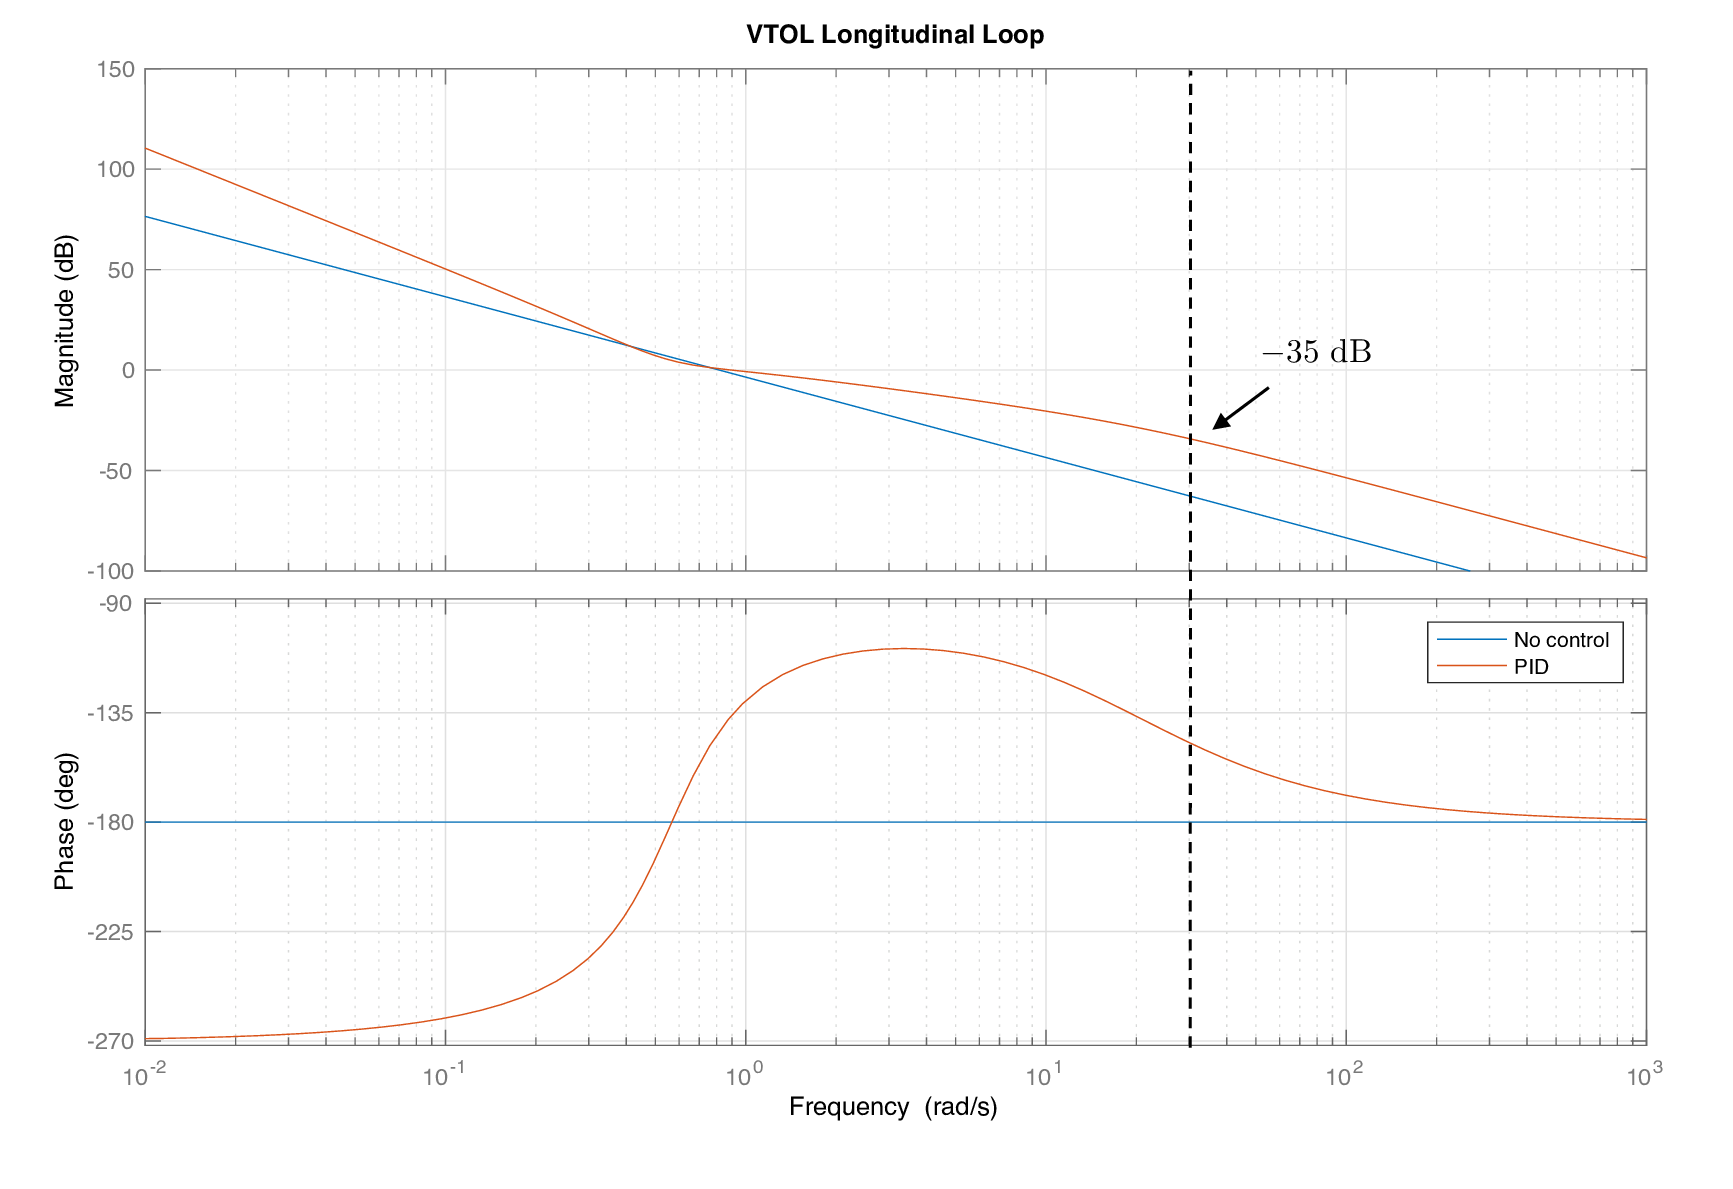 VTOL Longitudinal Loop
150
100
50
0
-50
-100
Magnitude (dB)
−35 dB
-90
-135
-180
-225
-270
Phase (deg)
No control
PID
10^-2 10^-1 10^0 10^1 10^2 10^3
Frequency (rad/s)